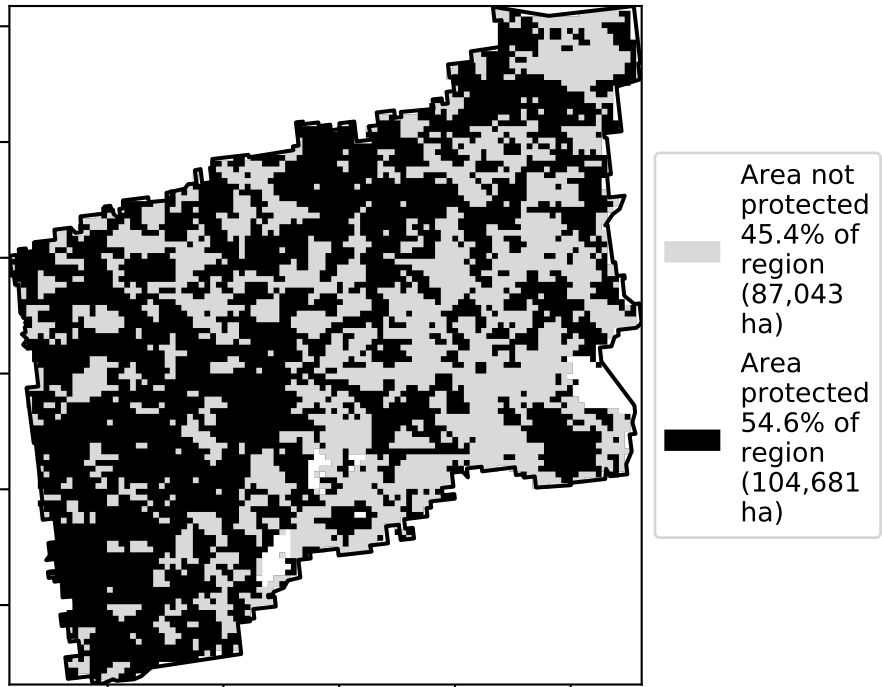 Area not
protected
45.4% of
region
(87,043
ha)
Area
protected
54.6% of
region
(104,681
ha)